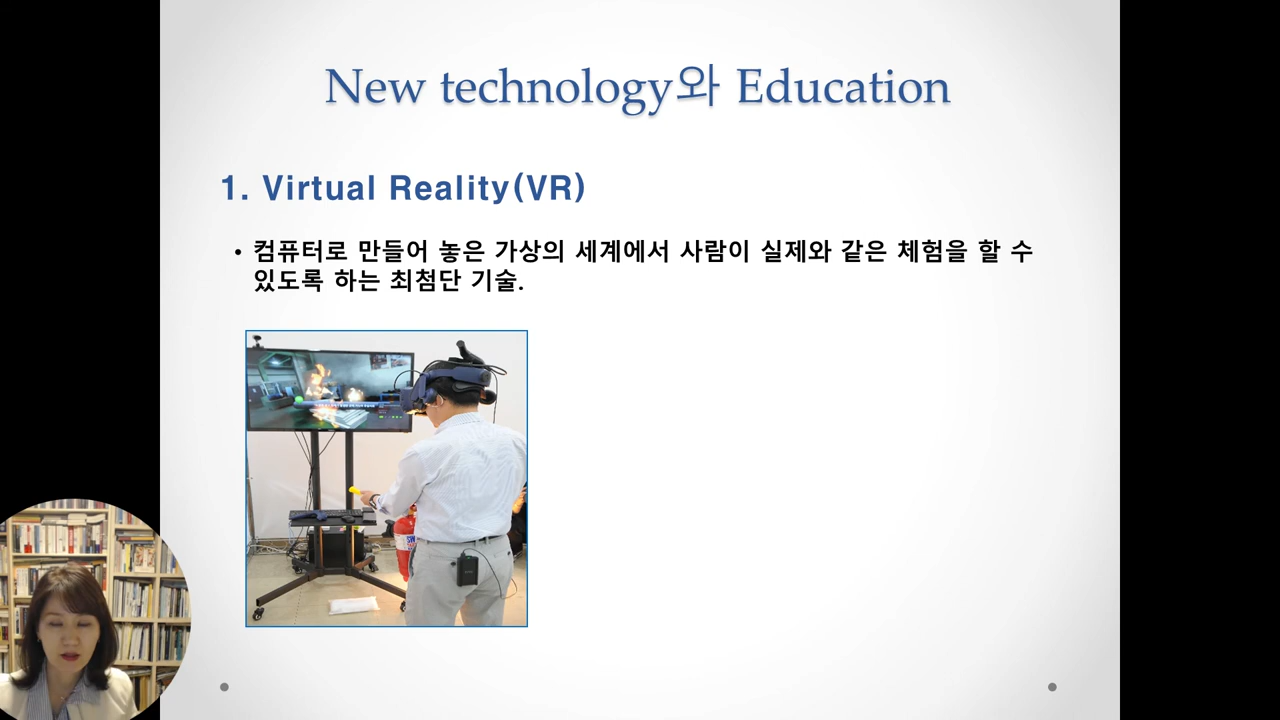 New technology와 Education
1. Virtual Reality(VR)
• 컴퓨터로 만들어 놓은 가상의 세계에서 사람이 실제와 같은 체험을 할 수
있도록 하는 최첨단 기술.